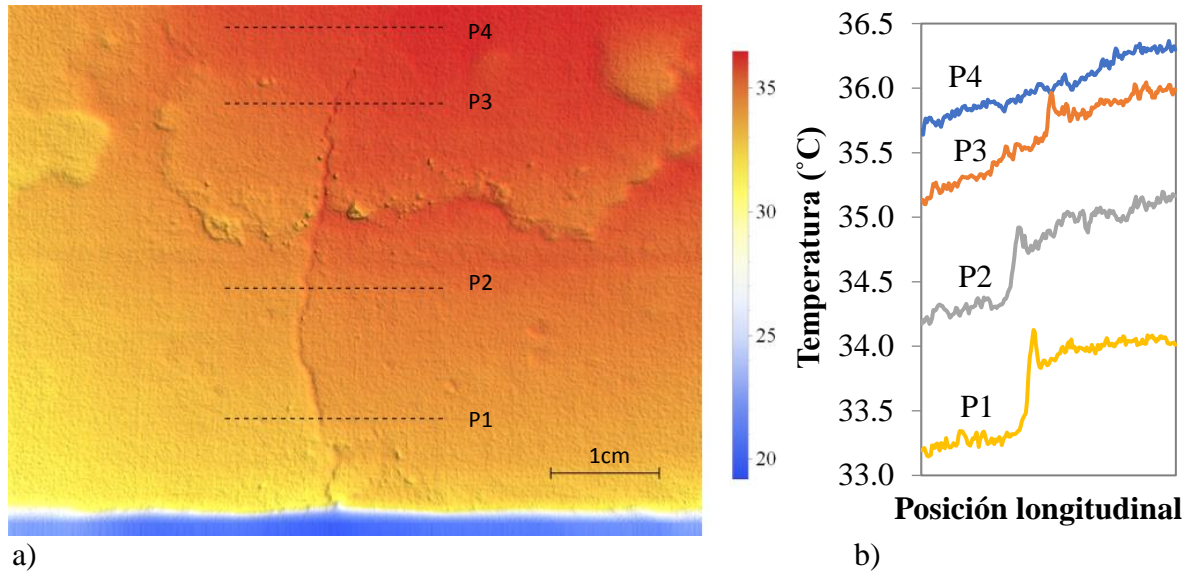 P4
P3
P2
P1
1cm
35
30
25
20
a)
36.5
36.0
35.5
35.0
34.5
34.0
33.5
33.0
Temperatura (˚C)
P4
P3
P2
P1
Posición longitudinal
b)